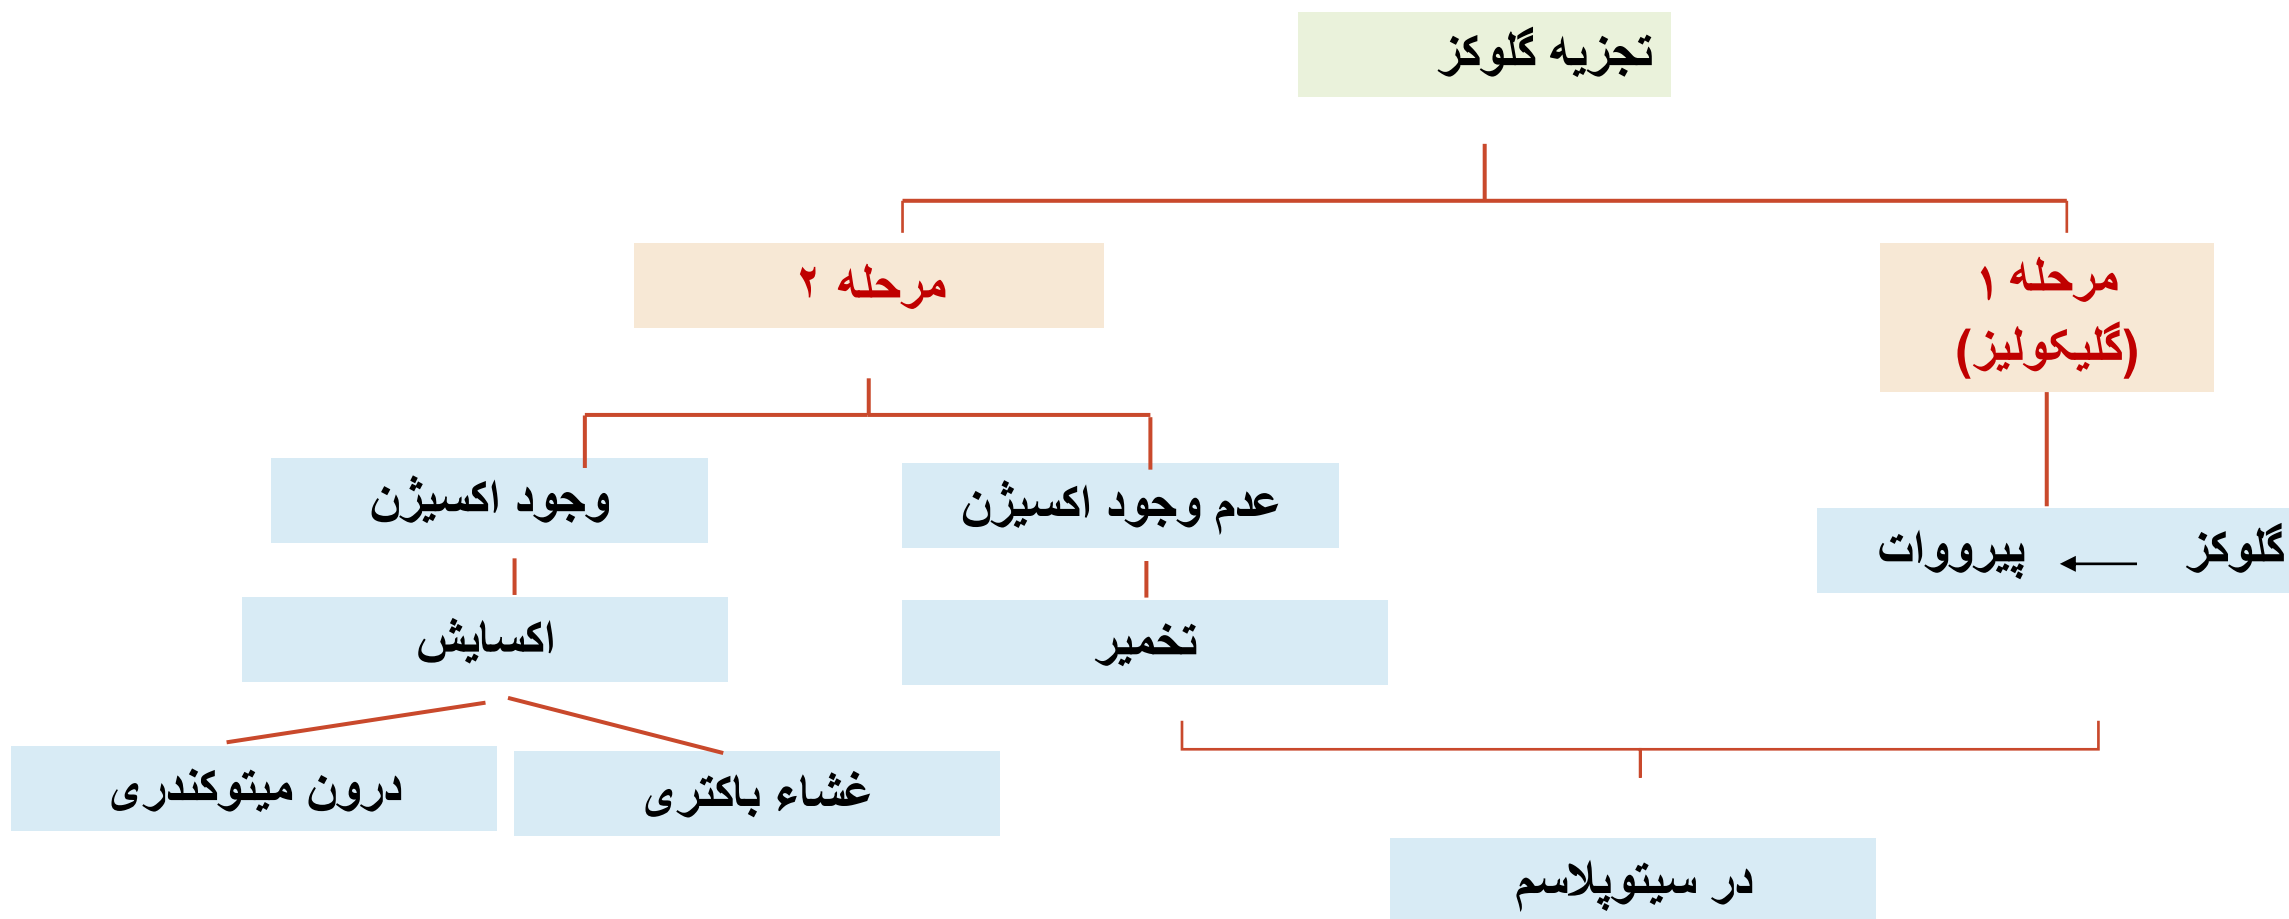 تجزیه گلوکز
مرحله ۱
(گلیکولیز)
مرحله ۲
گلوکز ← پیرووات
عدم وجود اکسیژن
وجود اکسیژن
تخمیر
اکسایش
غشاء باکتری
درون میتوکندری
در سیتوپلاسم